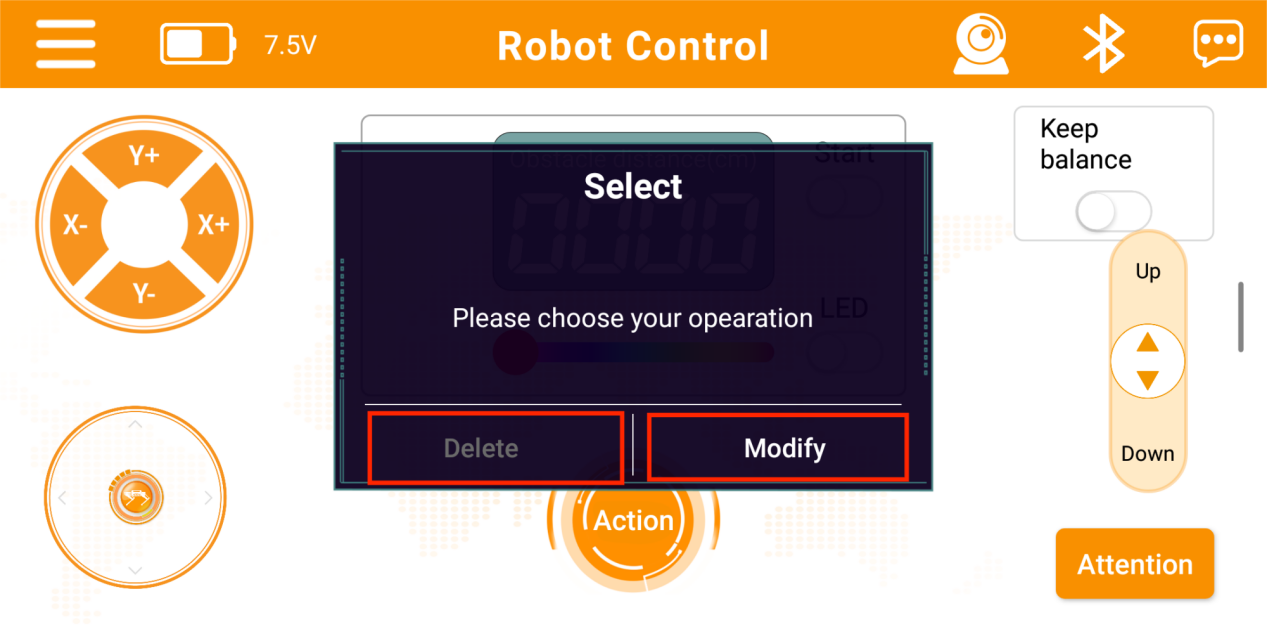 7.5V
Robot Control
Y+
X-
X+
Y-
Obstacle distance(cm)
Start
Keep
balance
Select
0000
Up
Please choose your opearation
LED
Delete
Modify
Down
Action
Attention